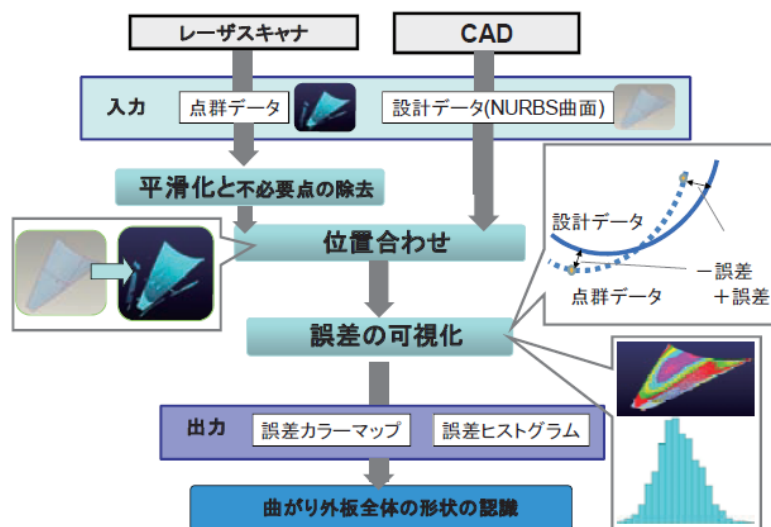 レーザスキャナ
CAD
入力
点群データ
設計データ(NURBS曲面)
平滑化と不必要点の除去
位置合わせ
設計データ
点群データ
－誤差
＋誤差
誤差の可視化
出力
誤差カラーマップ
誤差ヒストグラム
曲がり外板全体の形状の認識